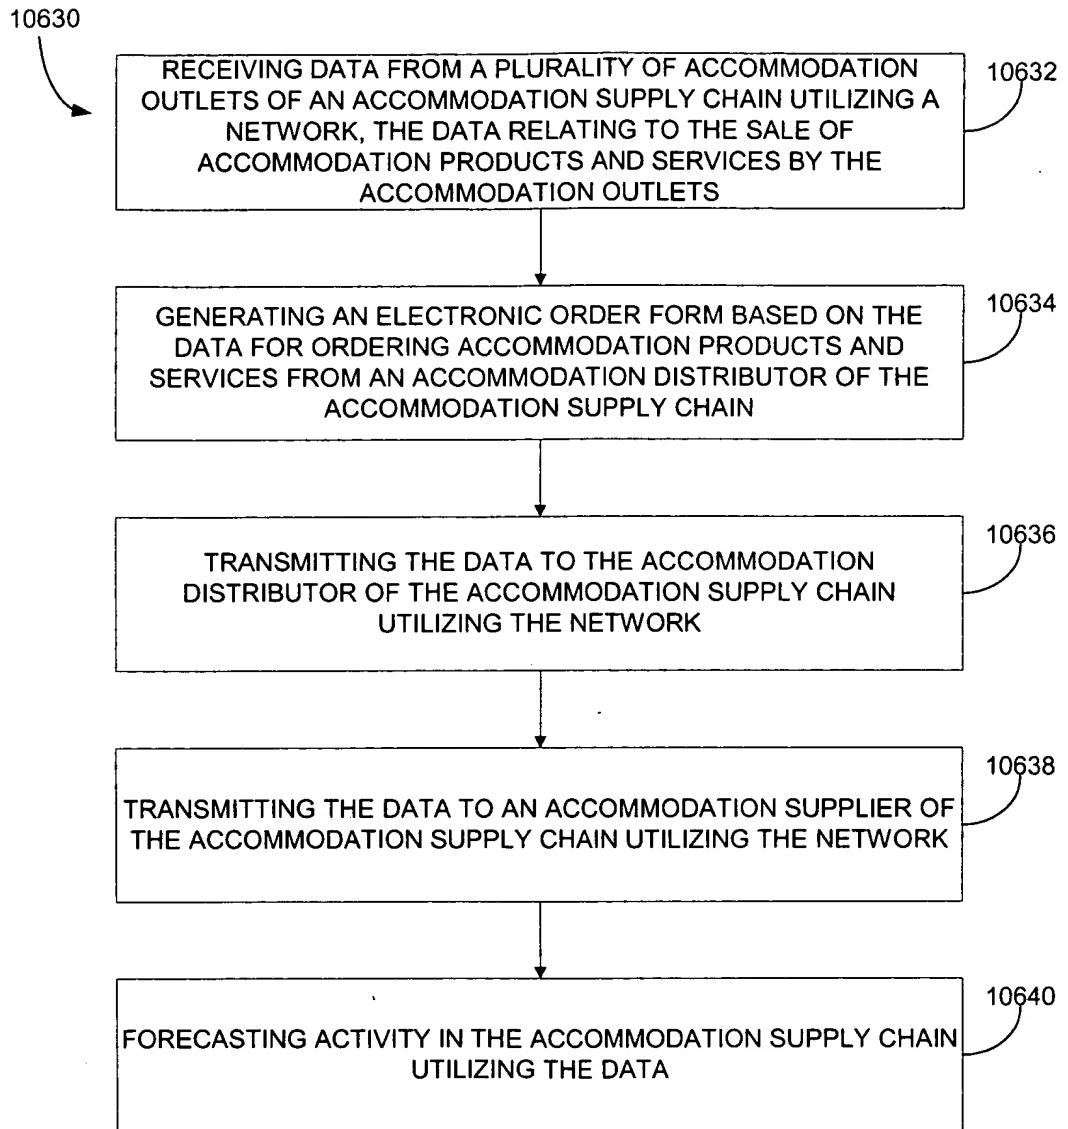 10630
RECEIVING DATA FROM A PLURALITY OF ACCOMMODATION
OUTLETS OF AN ACCOMMODATION SUPPLY CHAIN UTILIZING A
NETWORK, THE DATA RELATING TO THE SALE OF
ACCOMMODATION PRODUCTS AND SERVICES BY THE
ACCOMMODATION OUTLETS
10632
GENERATING AN ELECTRONIC ORDER FORM BASED ON THE
DATA FOR ORDERING ACCOMMODATION PRODUCTS AND
SERVICES FROM AN ACCOMMODATION DISTRIBUTOR OF THE
ACCOMMODATION SUPPLY CHAIN
10634
TRANSMITTING THE DATA TO THE ACCOMMODATION
DISTRIBUTOR OF THE ACCOMMODATION SUPPLY CHAIN
UTILIZING THE NETWORK
10636
TRANSMITTING THE DATA TO AN ACCOMMODATION SUPPLIER OF
THE ACCOMMODATION SUPPLY CHAIN UTILIZING THE NETWORK
10638
FORECASTING ACTIVITY IN THE ACCOMMODATION SUPPLY CHAIN
UTILIZING THE DATA
10640